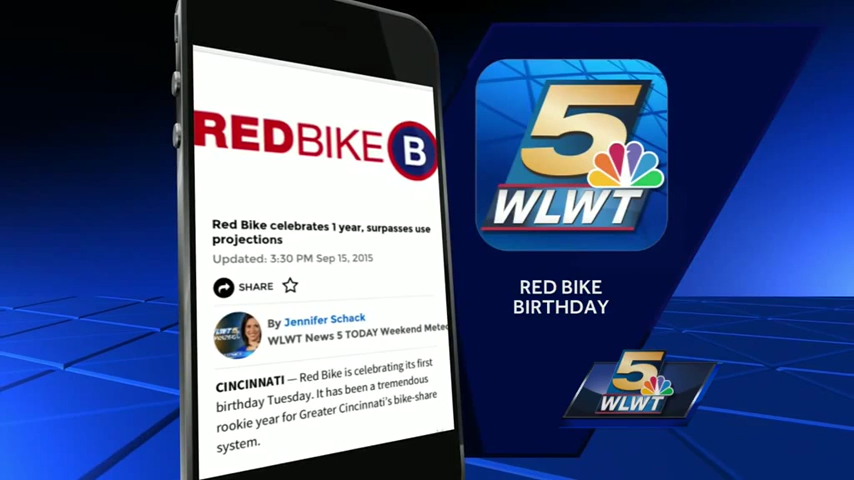 REDBIKE B
Red Bike celebrates 1 year, surpasses use
projections
Updated: 3:30 PM Sep 15, 2015
SHARE
By Jennifer Schack
WLWT News 5 TODAY Weekend Meteo
CINCINNATI — Red Bike is celebrating its first
birthday Tuesday. It has been a tremendous
rookie year for Greater Cincinnati's bike-share
system.
5
WLWT
RED BIKE
BIRTHDAY
5
WLWT